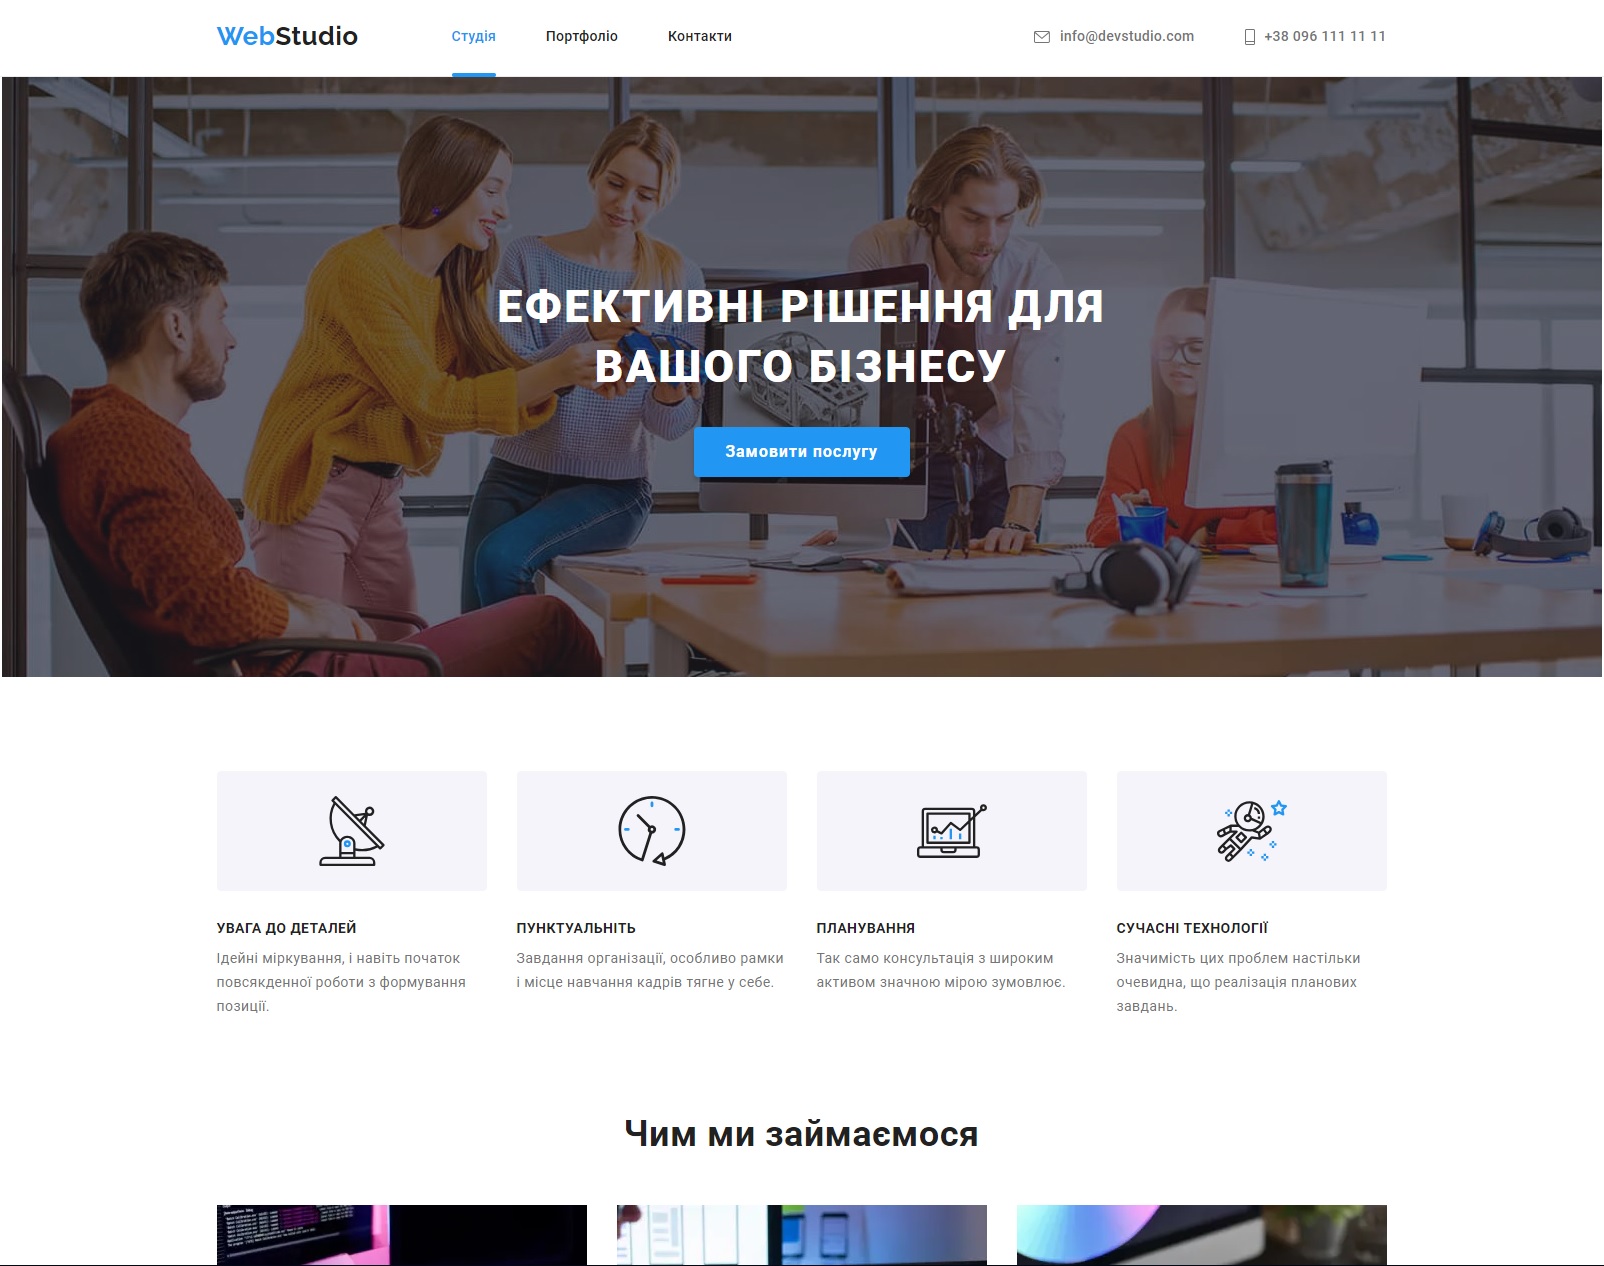 WebStudio
Студія
Портфоліо
Контакти
info@devstudio.com
+38 096 111 11 11
ЕФЕКТИВНІ РІШЕННЯ ДЛЯ
ВАШОГО БІЗНЕСУ
Замовити послугу
УВАГА ДО ДЕТАЛЕЙ
Ідейні міркування, і навіть початок
повсякденної роботи з формування
позиції.
ПУНКТУАЛЬНІТЬ
Завдання організації, особливо рамки
і місце навчання кадрів тягне у себе.
ПЛАНУВАННЯ
Так само консультація з широким
активом значною мірою зумовлює.
СУЧАСНІ ТЕХНОЛОГІЇ
Значимість цих проблем настільки
очевидна, що реалізація планових
завдань.
Чим ми займаємося